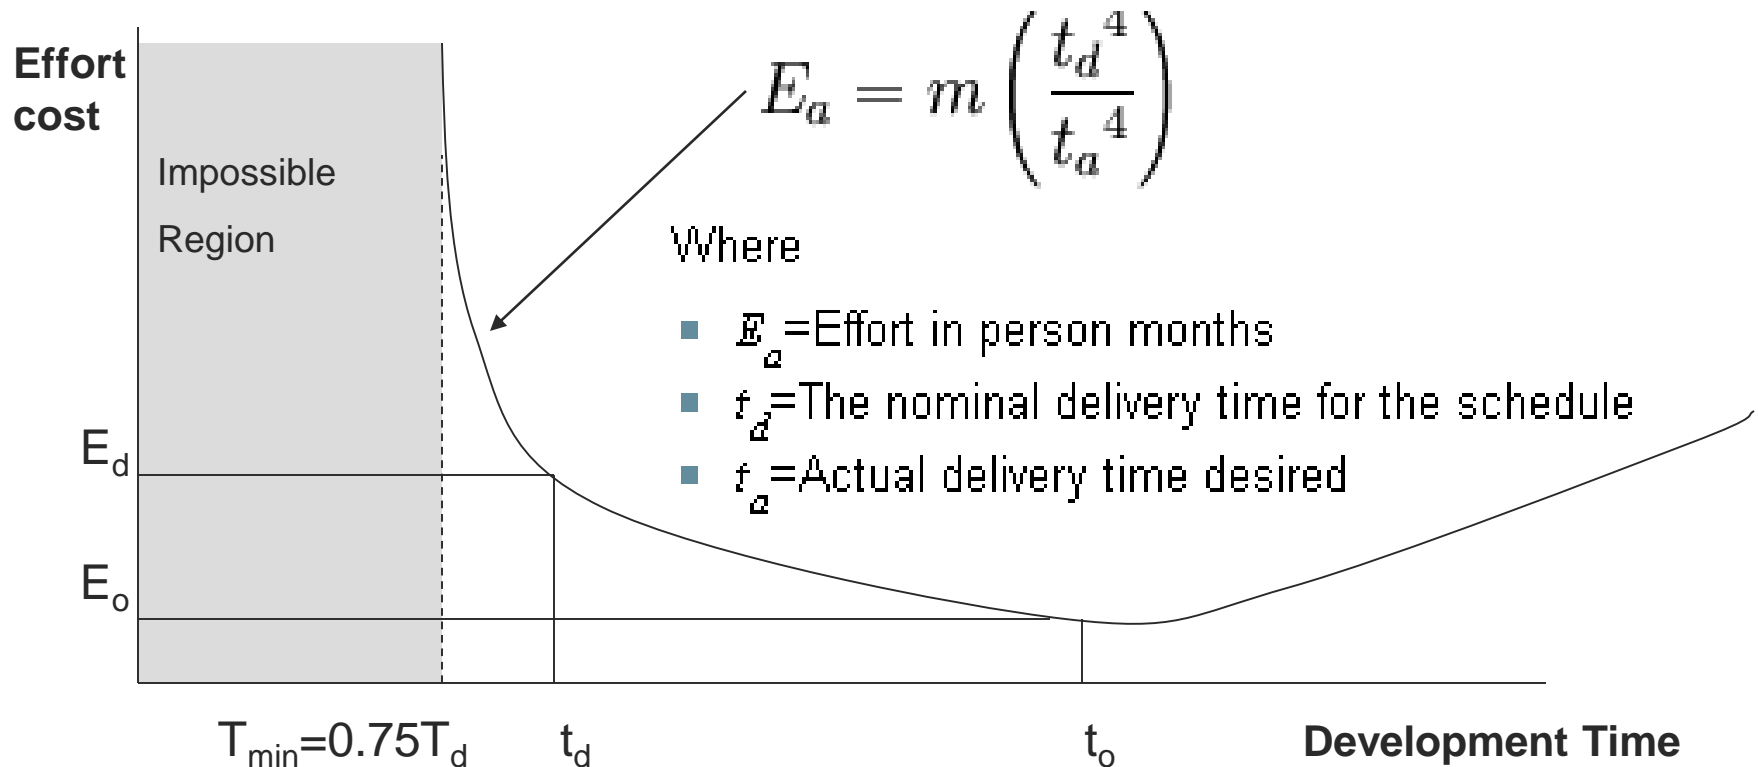 Effort
cost
E_a = m (t_d^4 / t_a^4)
Impossible
Region
Where
E_a=Effort in person months
t_d=The nominal delivery time for the schedule
t_a=Actual delivery time desired
E_d
E_o
T_min=0.75T_d
t_d
t_o
Development Time